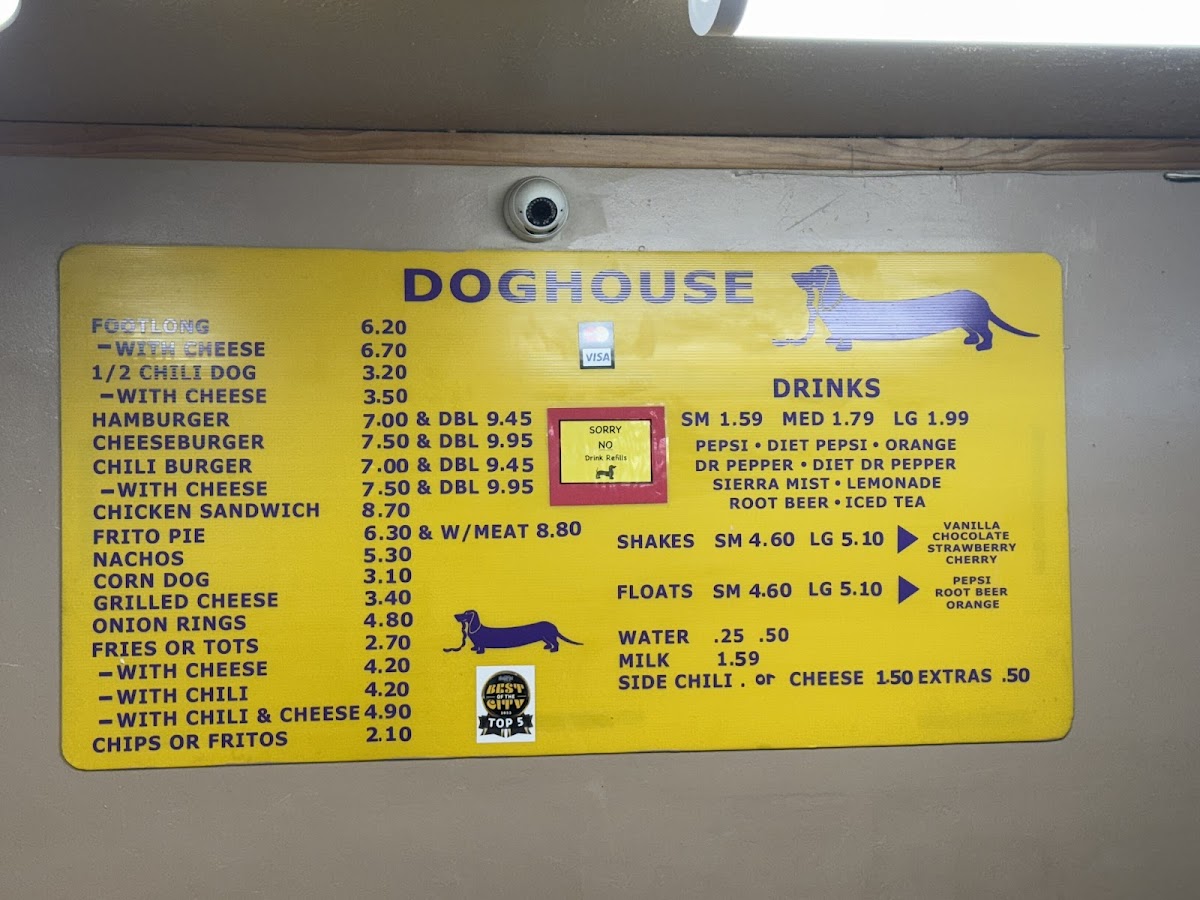 DOGHOUSE
FOOTLONG 6.20
-WITH CHEESE 6.70
1/2 CHILI DOG 3.20
-WITH CHEESE 3.50
HAMBURGER 7.00 & DBL 9.45
CHEESEBURGER 7.50 & DBL 9.95
CHILI BURGER 7.00 & DBL 9.45
-WITH CHEESE 7.50 & DBL 9.95
CHICKEN SANDWICH 8.70
FRITO PIE 6.30 & W/MEAT 8.80
NACHOS 5.30
CORN DOG 3.10
GRILLED CHEESE 3.40
ONION RINGS 4.80
FRIES OR TOTS 2.70
-WITH CHEESE 4.20
-WITH CHILI 4.20
-WITH CHILI & CHEESE 4.90
CHIPS OR FRITOS 2.10
VISA
SORRY
NO
Drink Refills
BEST
OF THE
CITY
TOP 5
DRINKS
SM 1.59 MED 1.79 LG 1.99
PEPSI • DIET PEPSI • ORANGE
DR PEPPER • DIET DR PEPPER
SIERRA MIST • LEMONADE
ROOT BEER • ICED TEA
SHAKES SM 4.60 LG 5.10
VANILLA
CHOCOLATE
STRAWBERRY
CHERRY
FLOATS SM 4.60 LG 5.10
PEPSI
ROOT BEER
ORANGE
WATER .25 .50
MILK 1.59
SIDE CHILI . or CHEESE 1.50 EXTRAS .50